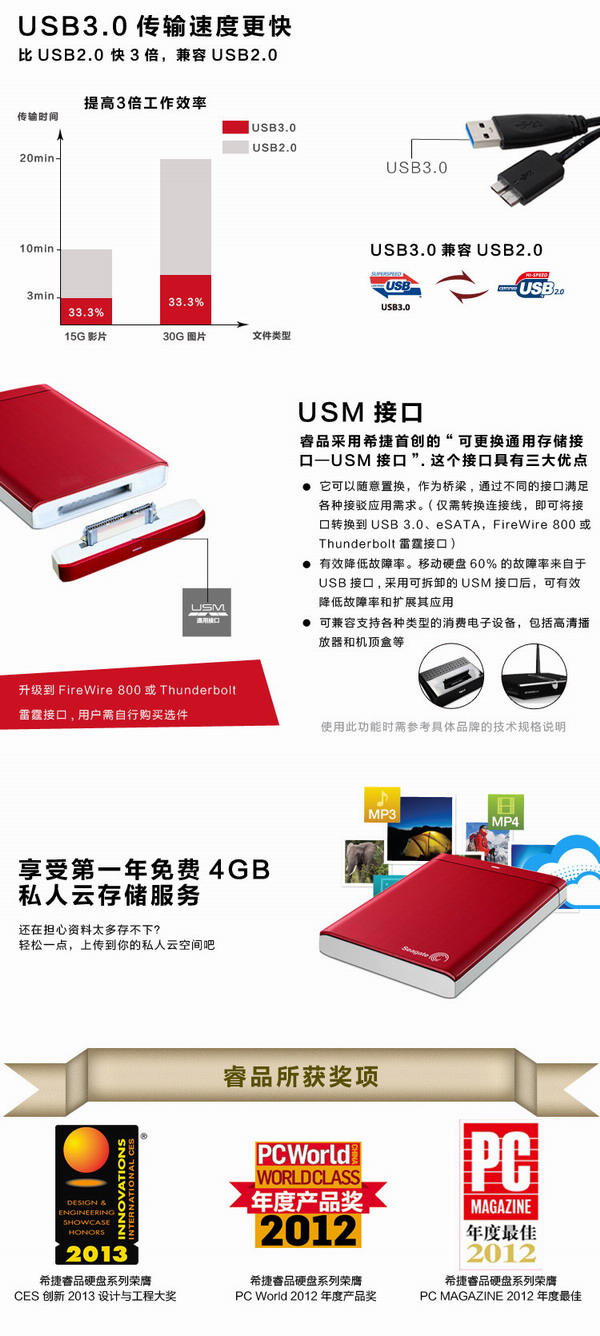 USB3.0 传输速度更快
比 USB2.0 快 3 倍，兼容 USB2.0
提高3倍工作效率
传输时间
USB3.0
USB2.0
20min
10min
3min
33.3%
33.3%
15G 影片
30G 图片
文件类型
USB3.0
USB3.0 兼容 USB2.0
SUPERSPEED
CERTIFIED
USB
USB3.0
HI-SPEED
CERTIFIED
USB 2.0
USM 接口
睿品采用希捷首创的“ 可更换通用存储接
口—USM 接口 ”. 这个接口具有三大优点
● 它可以随意置换，作为桥梁 , 通过不同的接口满足
各种接驳应用需求。( 仅需转换连接线，即可将接
口转换到 USB 3.0、eSATA，FireWire 800 或
Thunderbolt 雷霆接口 )
● 有效降低故障率。移动硬盘 60% 的故障率来自于
USB 接口 , 采用可拆卸的 USM 接口后，可有效
降低故障率和扩展其应用
● 可兼容支持各种类型的消费电子设备，包括高清播
放器和机顶盒等
USM
通用接口
升级到 FireWire 800 或 Thunderbolt
雷霆接口 , 用户需自行购买选件
使用此功能时需参考具体品牌的技术规格说明
MP3
MP4
享受第一年免费 4GB
私人云存储服务
还在担心资料太多存不下?
轻松一点，上传到你的私人云空间吧
Seagate
睿品所获奖项
INNOVATIONS
INTERNATIONAL CES
®
DESIGN &
ENGINEERING
SHOWCASE
HONORS
2013
PCWorld
CHINA
WORLDCLASS
年度产品奖
2012
PC
MAGAZINE
年度最佳
2012
希捷睿品硬盘系列荣膺
CES 创新 2013 设计与工程大奖
希捷睿品硬盘系列荣膺
PC World 2012 年度产品奖
希捷睿品硬盘系列荣膺
PC MAGAZINE 2012 年度最佳